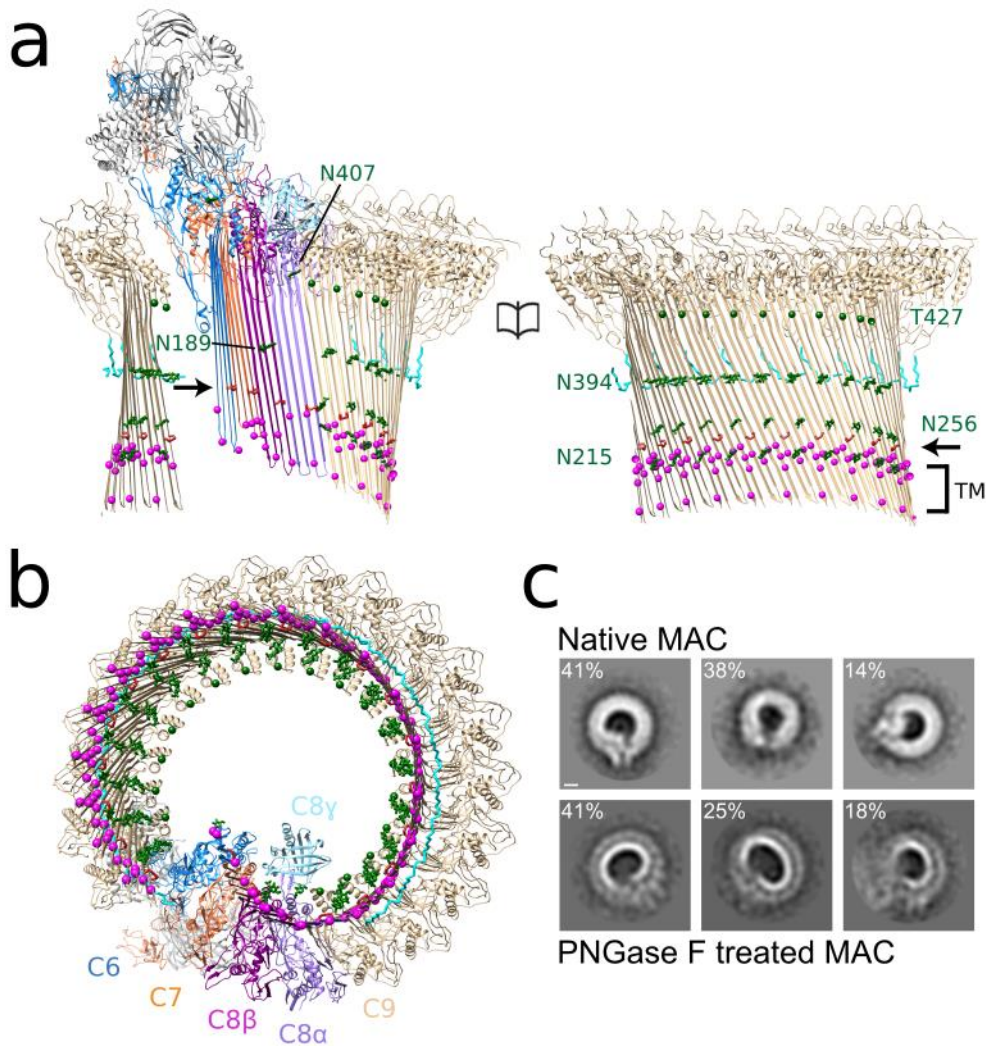 a
N407
N189
T427
N394
N256
N215
TM
b
C8γ
C6
C7
C8β
C8α
C9
c
Native MAC
41% 38% 14%
41% 25% 18%
PNGase F treated MAC